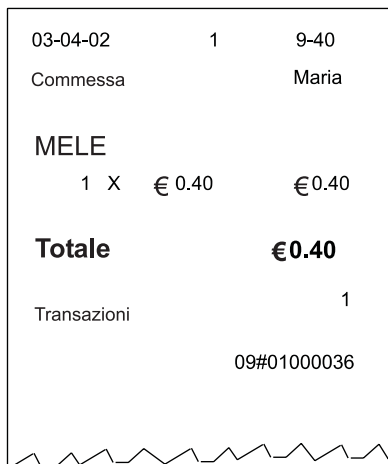 03-04-02 1 9-40
Commessa Maria
MELE
1 X € 0.40 €0.40
Totale €0.40
Transazioni 1
09#01000036